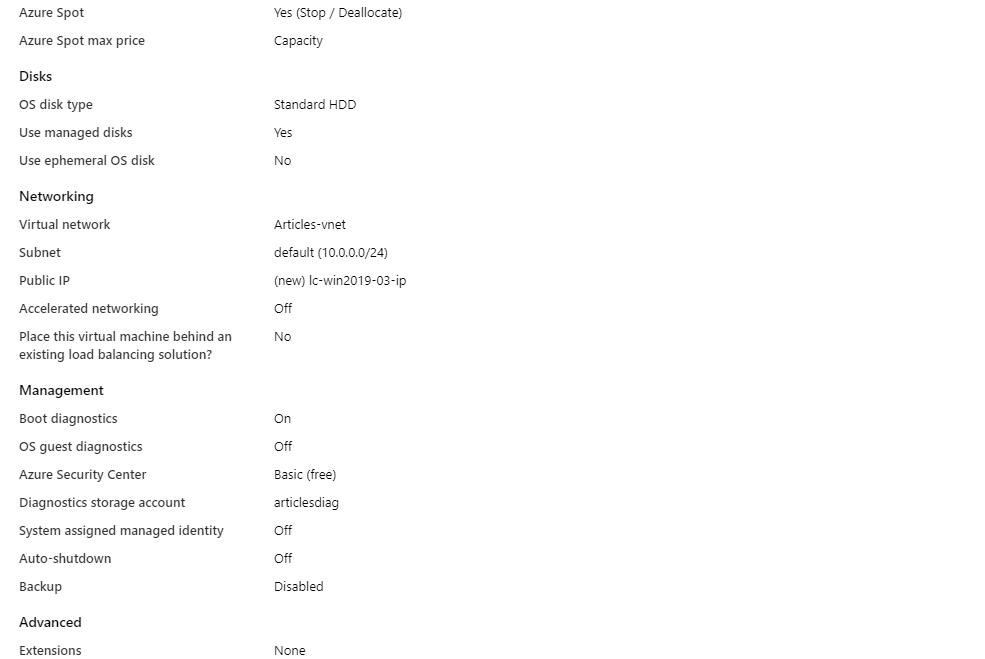 Azure Spot Yes (Stop / Deallocate)
Azure Spot max price Capacity
Disks
OS disk type Standard HDD
Use managed disks Yes
Use ephemeral OS disk No
Networking
Virtual network Articles-vnet
Subnet default (10.0.0.0/24)
Public IP (new) lc-win2019-03-ip
Accelerated networking Off
Place this virtual machine behind an No
existing load balancing solution?
Management
Boot diagnostics On
OS guest diagnostics Off
Azure Security Center Basic (free)
Diagnostics storage account articlesdiag
System assigned managed identity Off
Auto-shutdown Off
Backup Disabled
Advanced
Extensions None